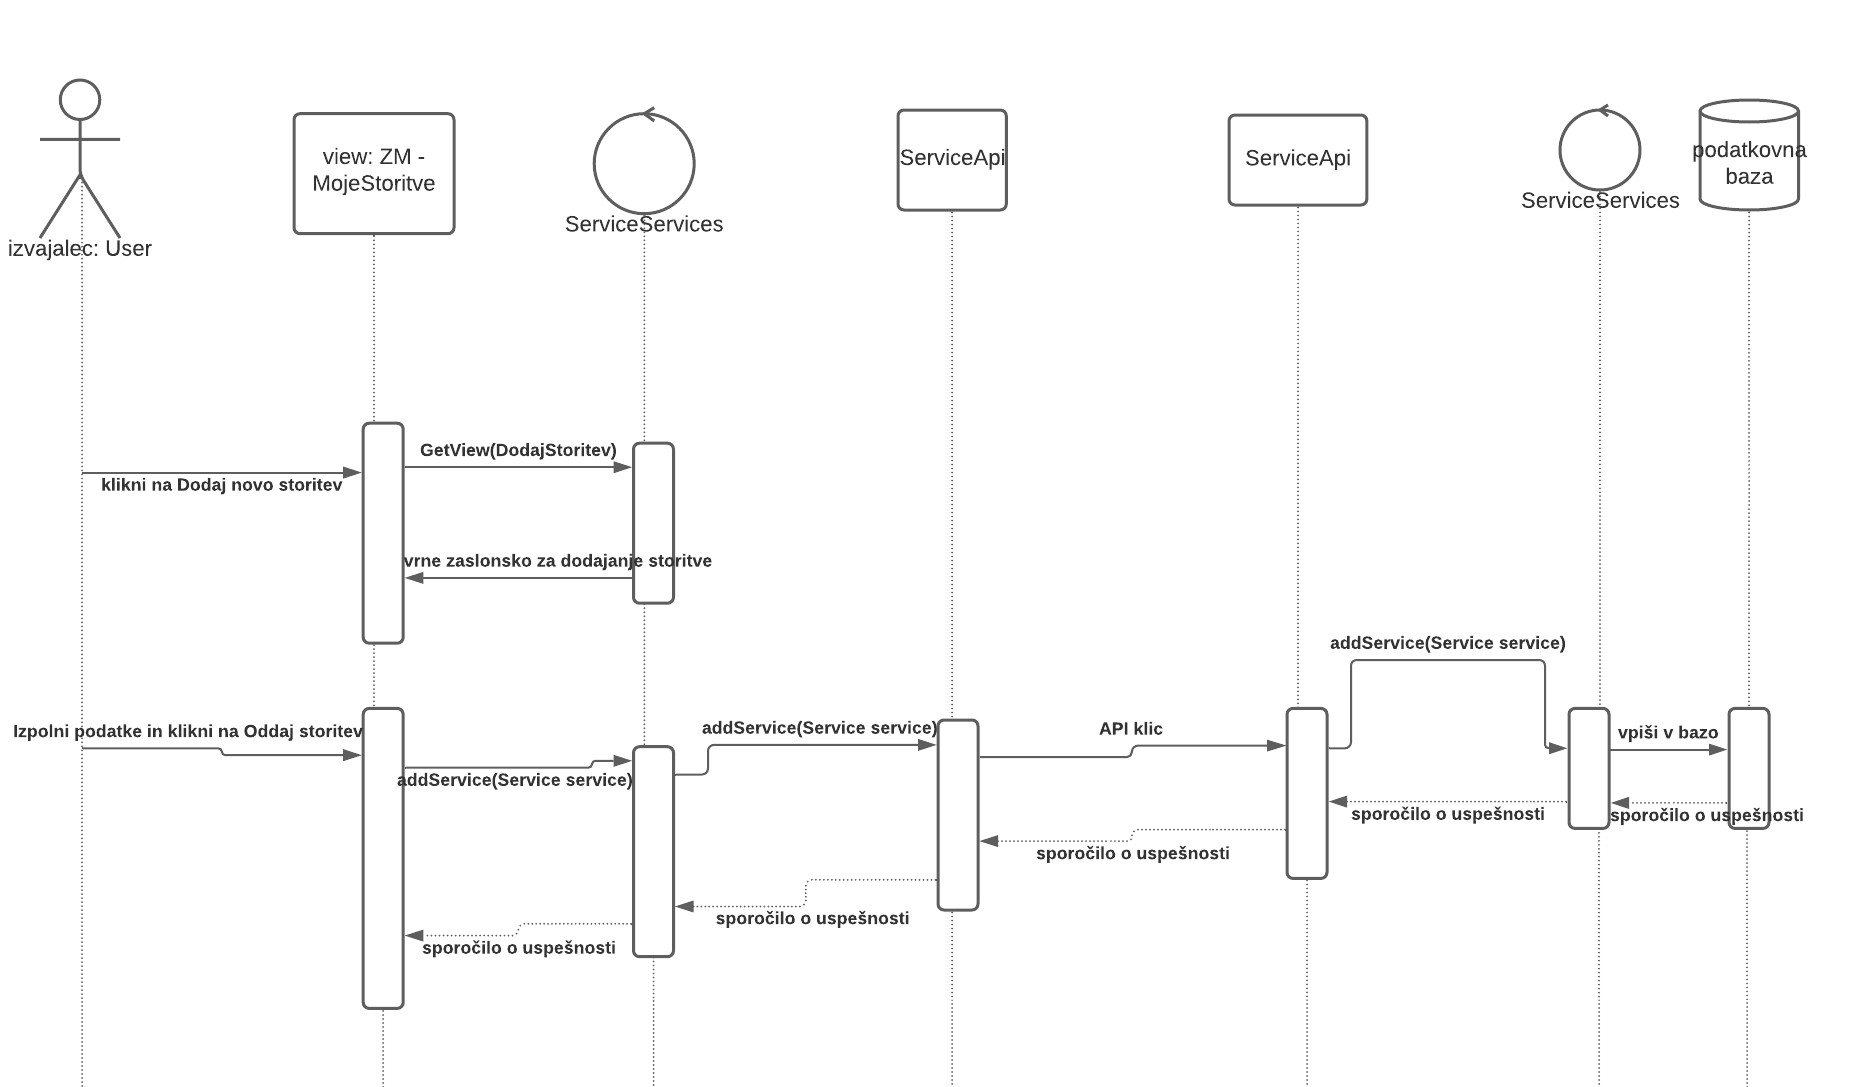 view: ZM -
MojeStoritve
ServiceApi
ServiceApi
podatkovna
baza
ServiceServices
ServiceServices
izvajalec: User
GetView(DodajStoritev)
klikni na Dodaj novo storitev
vrne zaslonsko za dodajanje storitve
addService(Service service)
Izpolni podatke in klikni na Oddaj storitev
addService(Service service)
API klic
vpiši v bazo
addService(Service service)
sporočilo o uspešnosti
sporočilo o uspešnosti
sporočilo o uspešnosti
sporočilo o uspešnosti
sporočilo o uspešnosti